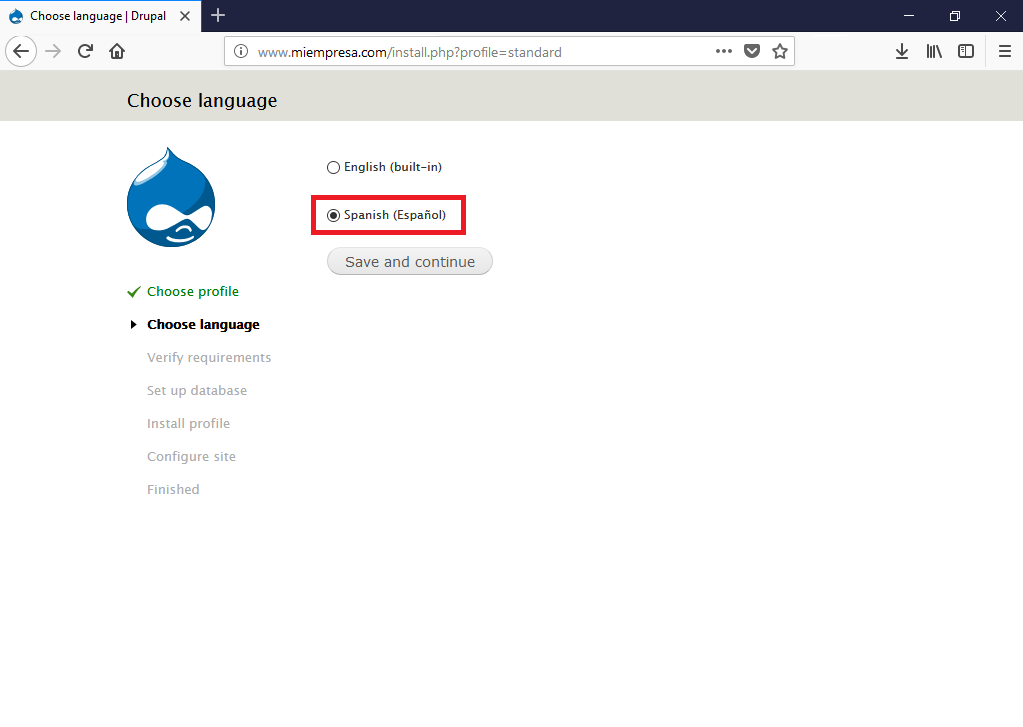 Choose language | Drupal
www.miempresa.com/install.php?profile=standard
Choose language
English (built-in)
Spanish (Español)
Save and continue
Choose profile
Choose language
Verify requirements
Set up database
Install profile
Configure site
Finished